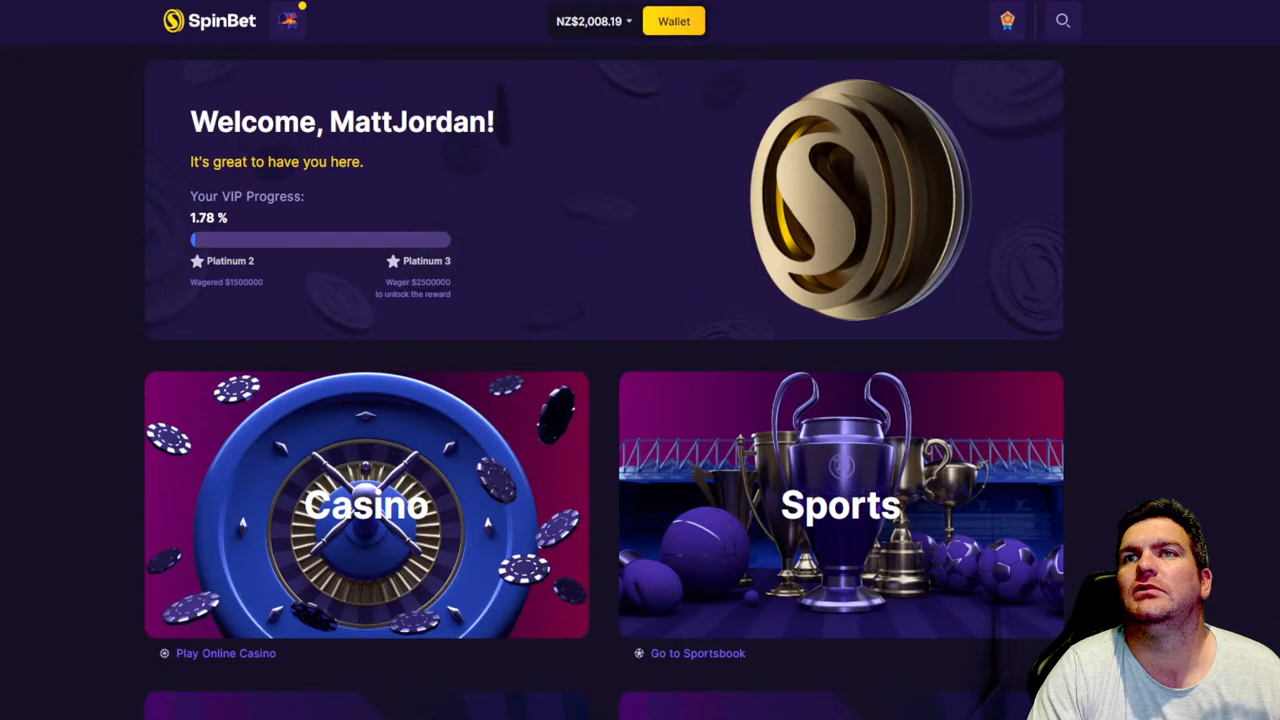 SpinBet
NZ$2,008.19
Wallet
Welcome, MattJordan!
It's great to have you here.
Your VIP Progress:
1.78 %
Platinum 2
Platinum 3
Wagered $1500000
Wager $2500000
to unlock the reward
Casino
Sports
Play Online Casino
Go to Sportsbook